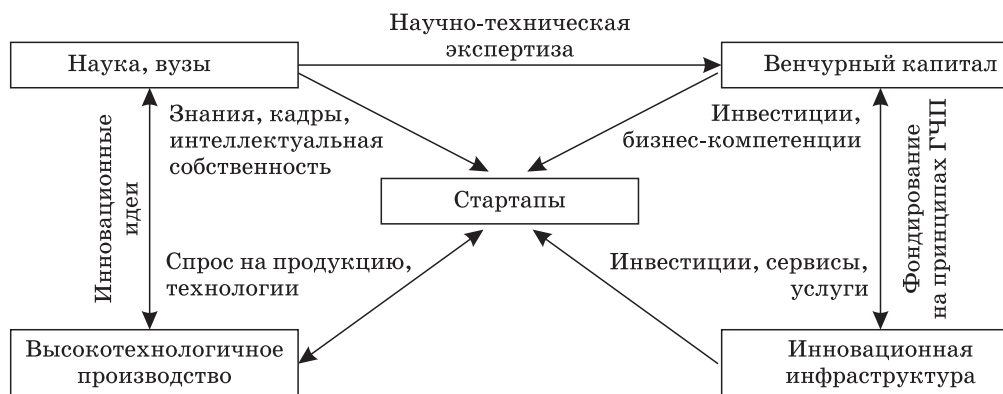 Научно-техническая
экспертиза
Наука, вузы
Венчурный капитал
Знания, кадры,
интеллектуальная
собственность
Инвестиции,
бизнес-компетенции
Инновационные
идеи
Стартапы
Фондирование
на принципах ГЧП
Спрос на продукцию,
технологии
Инвестиции, сервисы,
услуги
Высокотехнологичное
производство
Инновационная
инфраструктура